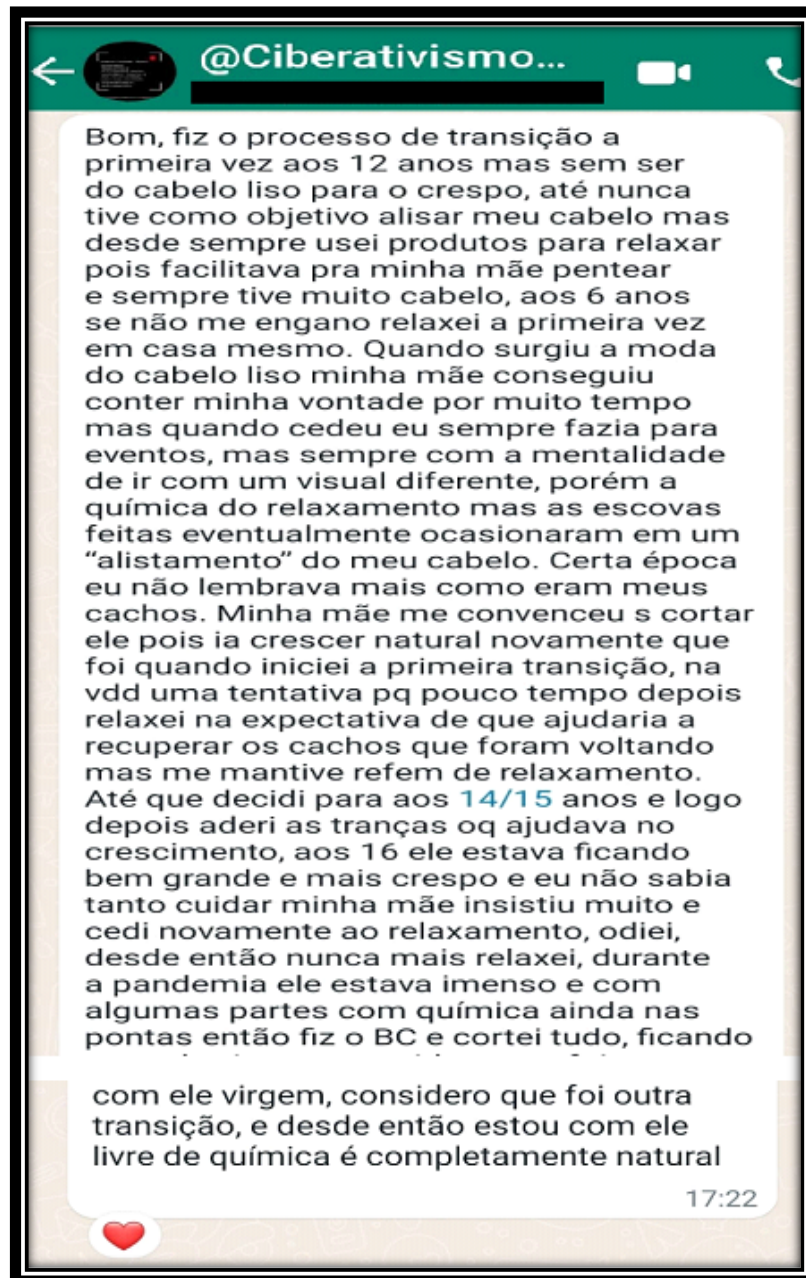 @Ciberativismo...
Bom, fiz o processo de transição a
primeira vez aos 12 anos mas sem ser
do cabelo liso para o crespo, até nunca
tive como objetivo alisar meu cabelo mas
desde sempre usei produtos para relaxar
pois facilitava pra minha mãe pentear
e sempre tive muito cabelo, aos 6 anos
se não me engano relaxei a primeira vez
em casa mesmo. Quando surgiu a moda
do cabelo liso minha mãe conseguiu
conter minha vontade por muito tempo
mas quando cedeu eu sempre fazia para
eventos, mas sempre com a mentalidade
de ir com um visual diferente, porém a
química do relaxamento mas as escovas
feitas eventualmente ocasionaram em um
“alistamento” do meu cabelo. Certa época
eu não lembrava mais como eram meus
cachos. Minha mãe me convenceu s cortar
ele pois ia crescer natural novamente que
foi quando iniciei a primeira transição, na
vdd uma tentativa pq pouco tempo depois
relaxei na expectativa de que ajudaria a
recuperar os cachos que foram voltando
mas me mantive refem de relaxamento.
Até que decidi para aos 14/15 anos e logo
depois aderi as tranças oq ajudava no
crescimento, aos 16 ele estava ficando
bem grande e mais crespo e eu não sabia
tanto cuidar minha mãe insistiu muito e
cedi novamente ao relaxamento, odiei,
desde então nunca mais relaxei, durante
a pandemia ele estava imenso e com
algumas partes com química ainda nas
pontas então fiz o BC e cortei tudo, ficando
com ele virgem, considero que foi outra
transição, e desde então estou com ele
livre de química é completamente natural
17:22